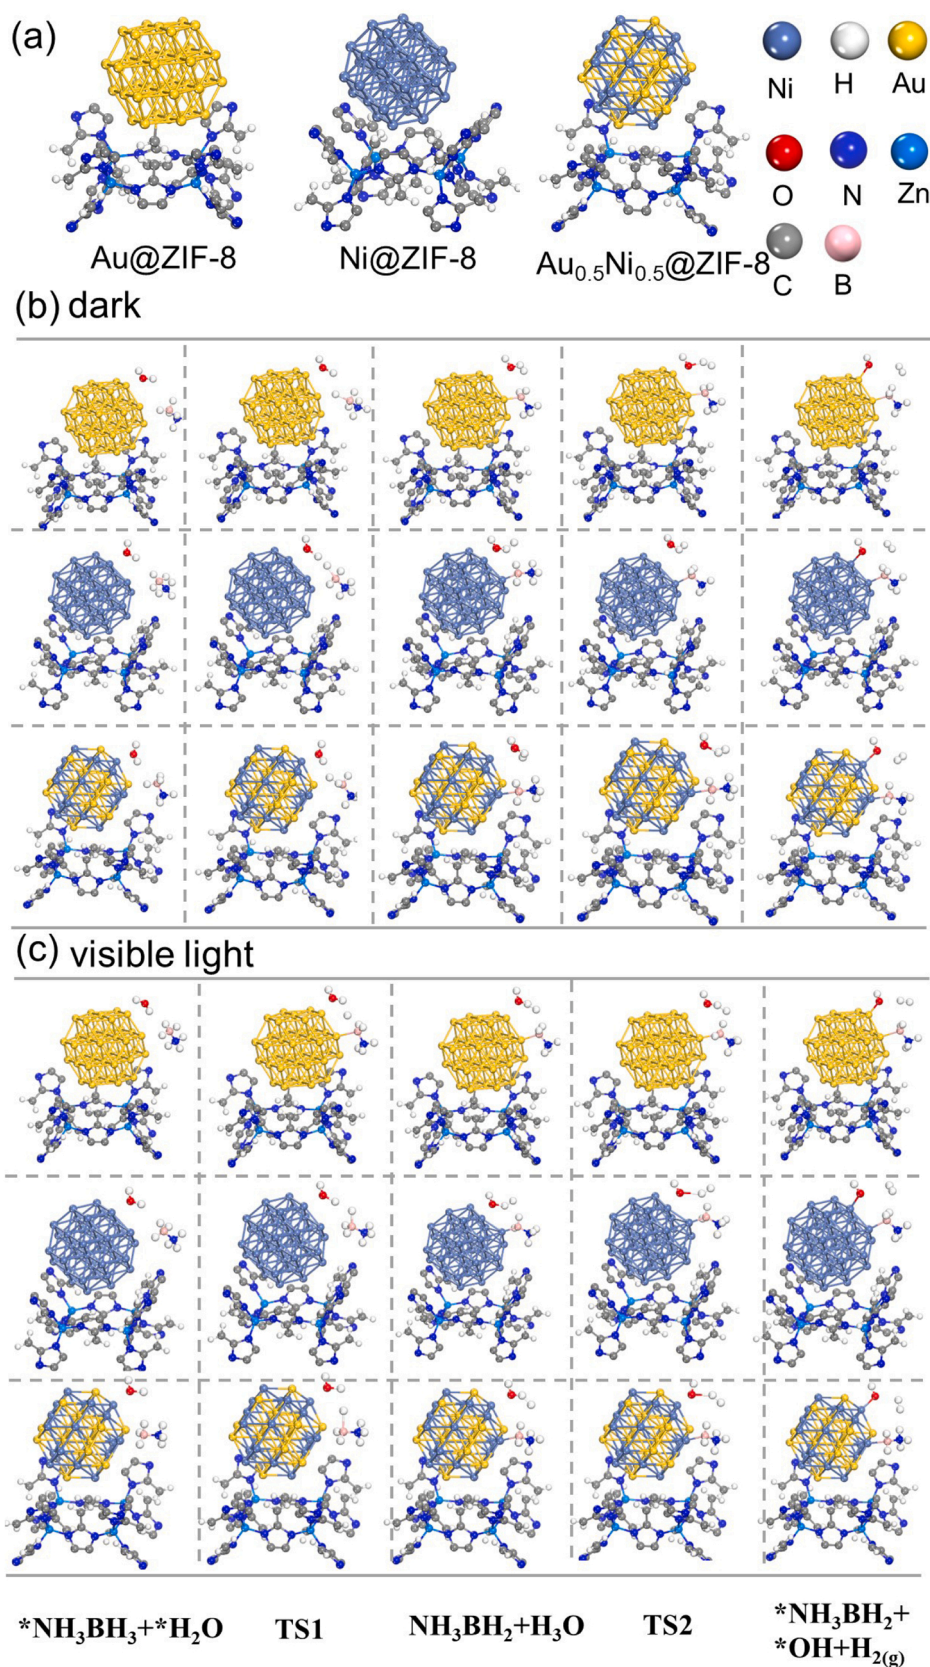 (a)
Ni H Au
O N Zn
C B
Au@ZIF-8 Ni@ZIF-8 Au₀.₅Ni₀.₅@ZIF-8
(b) dark
(c) visible light
*NH₃BH₃+*H₂O TS1 NH₃BH₂+H₃O TS2 *NH₃BH₂+
*OH+H₂(g)